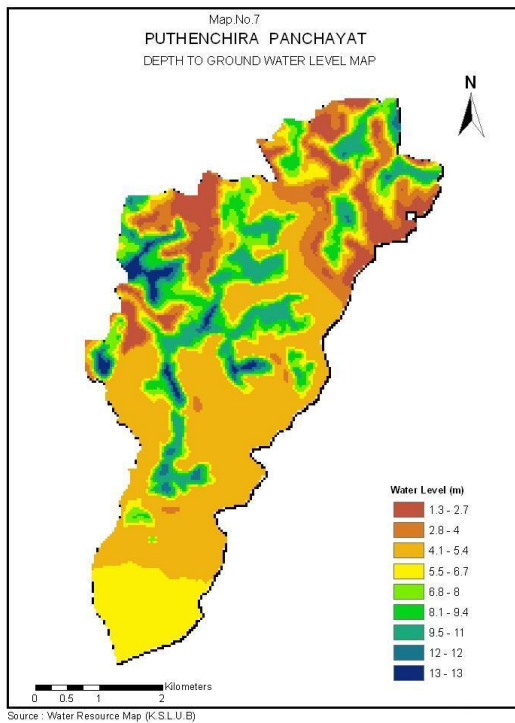 Map.No.7
PUTHENCHIRA PANCHAYAT
DEPTH TO GROUND WATER LEVEL MAP
N
Water Level (m)
1.3 - 2.7
2.8 - 4
4.1 - 5.4
5.5 - 6.7
6.8 - 8
8.1 - 9.4
9.5 - 11
12 - 12
13 - 13
Kilometers
0 0.5 1 2
Source : Water Resource Map (K.S.L.U.B)